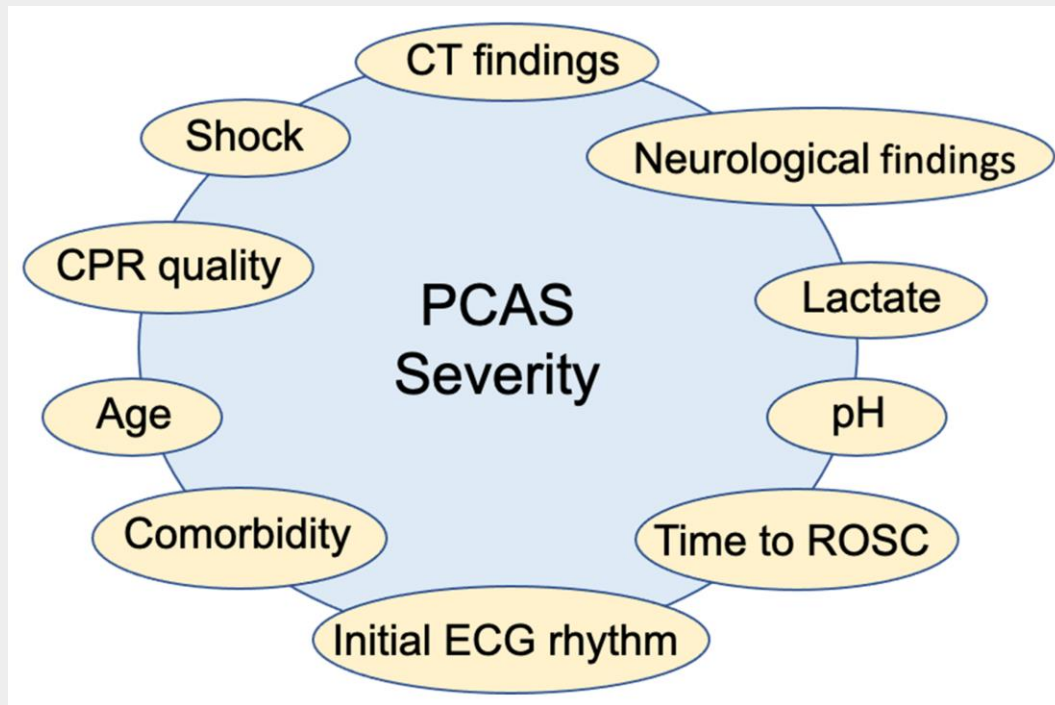 CT findings
Shock
Neurological findings
CPR quality
Lactate
PCAS
Severity
Age
pH
Comorbidity
Time to ROSC
Initial ECG rhythm